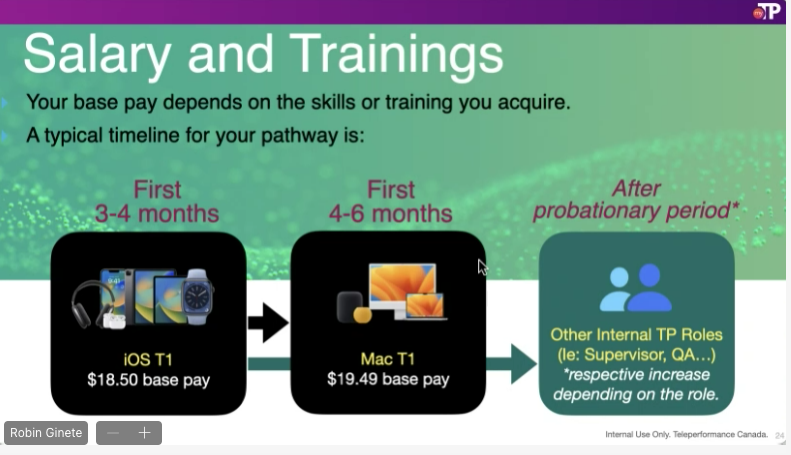 TP
Salary and Trainings
Your base pay depends on the skills or training you acquire.
A typical timeline for your pathway is:
First
3-4 months
First
4-6 months
After
probationary period*
9:41
iOS T1
$18.50 base pay
Mac T1
$19.49 base pay
Other Internal TP Roles
(Ie: Supervisor, QA...)
*respective increase
depending on the role.
Robin Ginete
Internal Use Only. Teleperformance Canada.
24